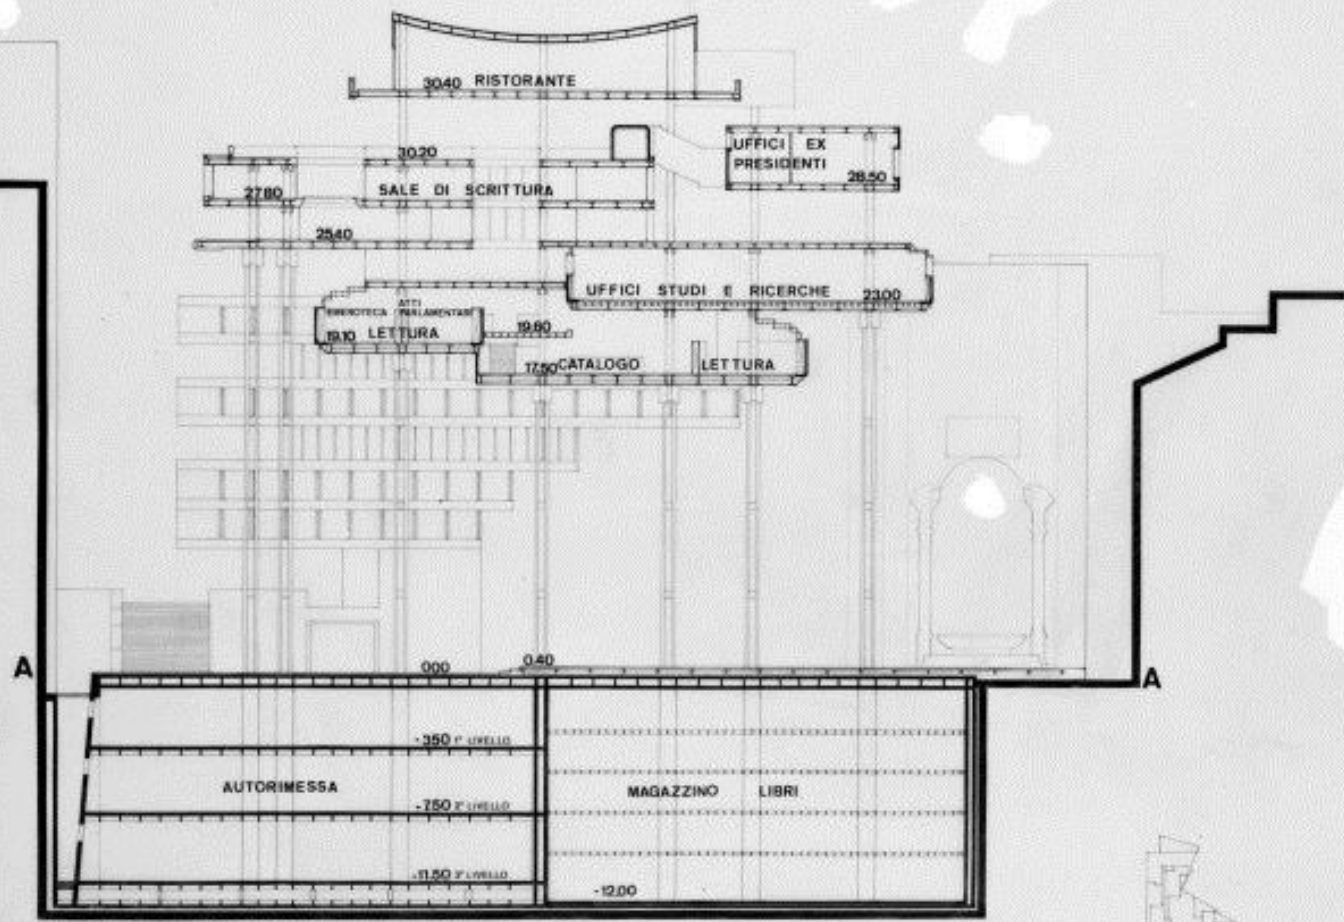 30.40 RISTORANTE
UFFICI EX
PRESIDENTI
28.50
30.20
27.80
SALE DI SCRITTURA
25.40
UFFICI STUDI E RICERCHE 23.00
ATTI
EMEROTECA PARLAMENTARI
19.10 LETTURA
19.60
17.50 CATALOGO LETTURA
A
000
0.40
A
-3.50 1° LIVELLO
AUTORIMESSA
MAGAZZINO LIBRI
-7.50 2° LIVELLO
-11.50 3° LIVELLO
-12.00